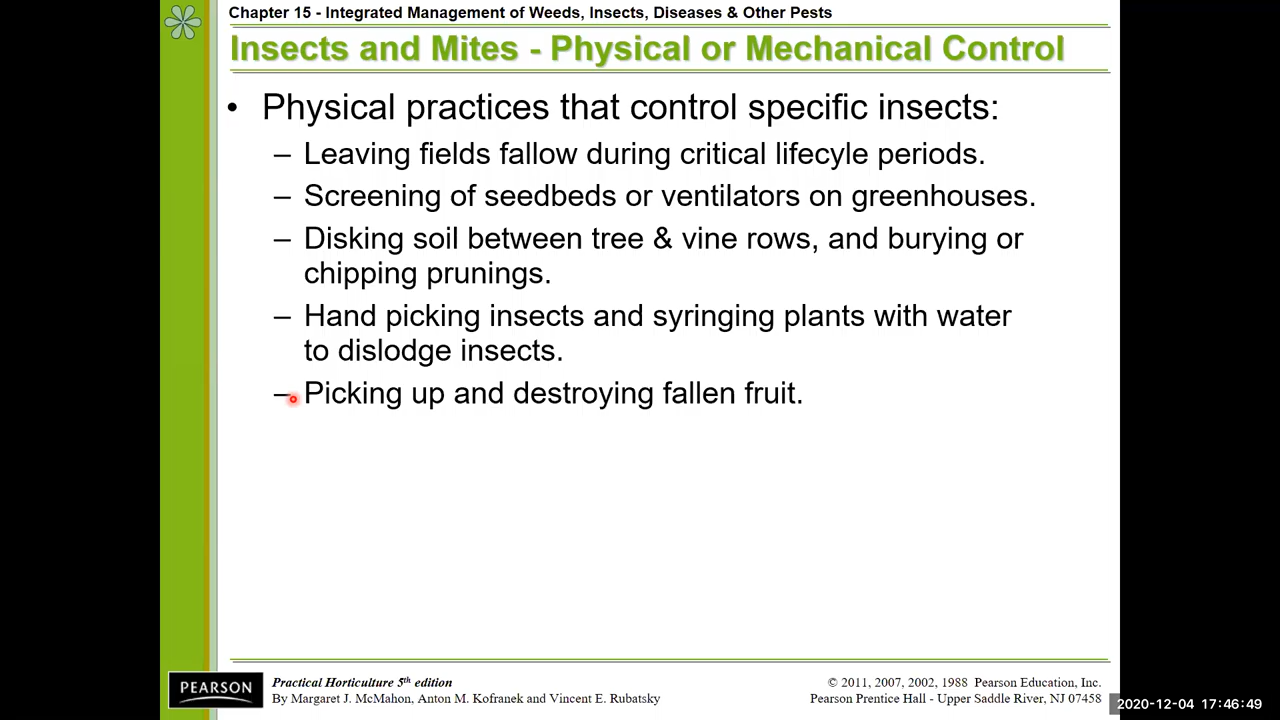 Chapter 15 - Integrated Management of Weeds, Insects, Diseases & Other Pests
Insects and Mites - Physical or Mechanical Control
• Physical practices that control specific insects:
– Leaving fields fallow during critical lifecyle periods.
– Screening of seedbeds or ventilators on greenhouses.
– Disking soil between tree & vine rows, and burying or
chipping prunings.
– Hand picking insects and syringing plants with water
to dislodge insects.
– Picking up and destroying fallen fruit.
PEARSON
Practical Horticulture 5th edition
By Margaret J. McMahon, Anton M. Kofranek and Vincent E. Rubatsky
© 2011, 2007, 2002, 1988 Pearson Education, Inc.
Pearson Prentice Hall - Upper Saddle River, NJ 07458
2020-12-04 17:46:49